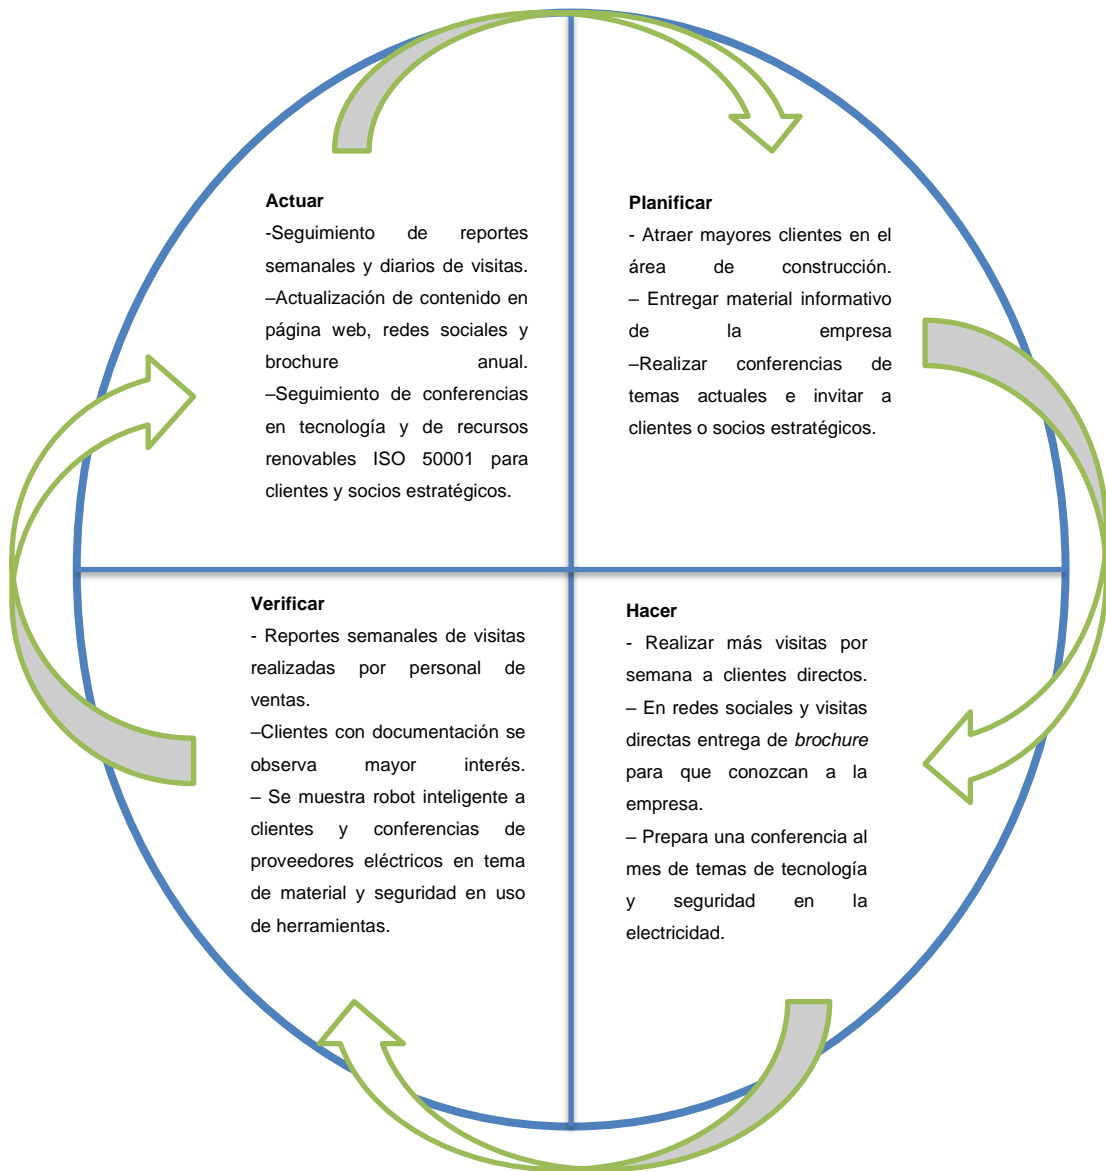 Actuar
-Seguimiento de reportes
semanales y diarios de visitas.
–Actualización de contenido en
página web, redes sociales y
brochure anual.
–Seguimiento de conferencias
en tecnología y de recursos
renovables ISO 50001 para
clientes y socios estratégicos.
Planificar
- Atraer mayores clientes en el
área de construcción.
– Entregar material informativo
de la empresa
–Realizar conferencias de
temas actuales e invitar a
clientes o socios estratégicos.
Verificar
- Reportes semanales de visitas
realizadas por personal de
ventas.
–Clientes con documentación se
observa mayor interés.
– Se muestra robot inteligente a
clientes y conferencias de
proveedores eléctricos en tema
de material y seguridad en uso
de herramientas.
Hacer
- Realizar más visitas por
semana a clientes directos.
– En redes sociales y visitas
directas entrega de brochure
para que conozcan a la
empresa.
– Prepara una conferencia al
mes de temas de tecnología
y seguridad en la
electricidad.